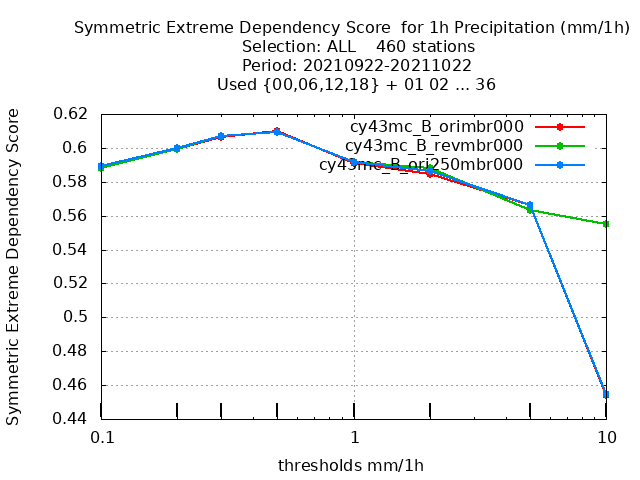 Symmetric Extreme Dependency Score  for 1h Precipitation (mm/1h)
Selection: ALL    460 stations
Period: 20210922-20211022
Used {00,06,12,18} + 01 02 ... 36
Symmetric Extreme Dependency Score
0.62
0.6
0.58
0.56
0.54
0.52
0.5
0.48
0.46
0.44
cy43mc_B_orimbr000
cy43mc_B_revmbr000
cy43mc_B_ori250mbr000
0.1
1
10
thresholds mm/1h